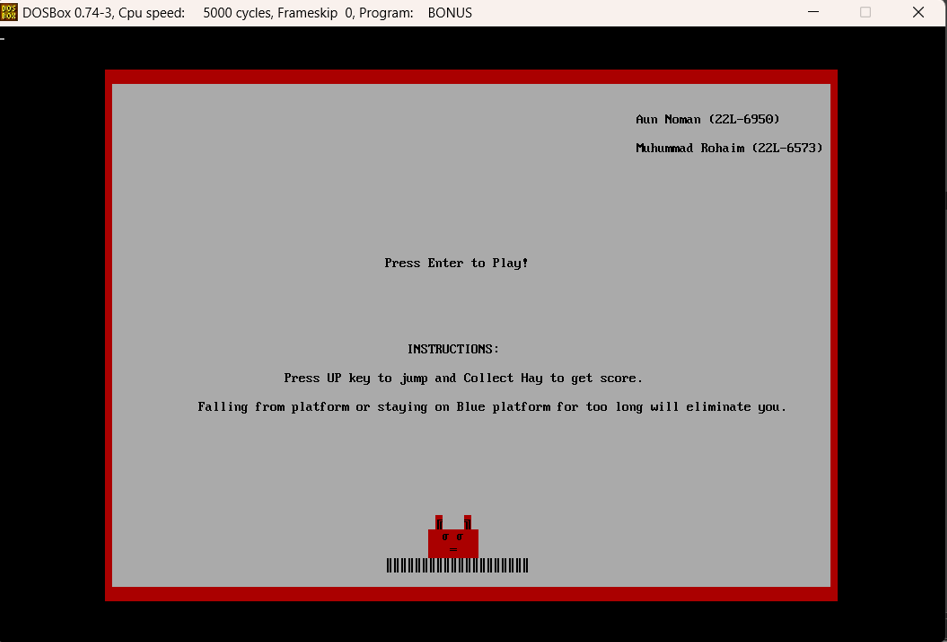 DOSBox 0.74-3, Cpu speed: 5000 cycles, Frameskip 0, Program: BONUS
Aun Noman (22L-6950)
Muhummad Rohaim (22L-6573)
Press Enter to Play!
INSTRUCTIONS:
Press UP key to jump and Collect Hay to get score.
Falling from platform or staying on Blue platform for too long will eliminate you.